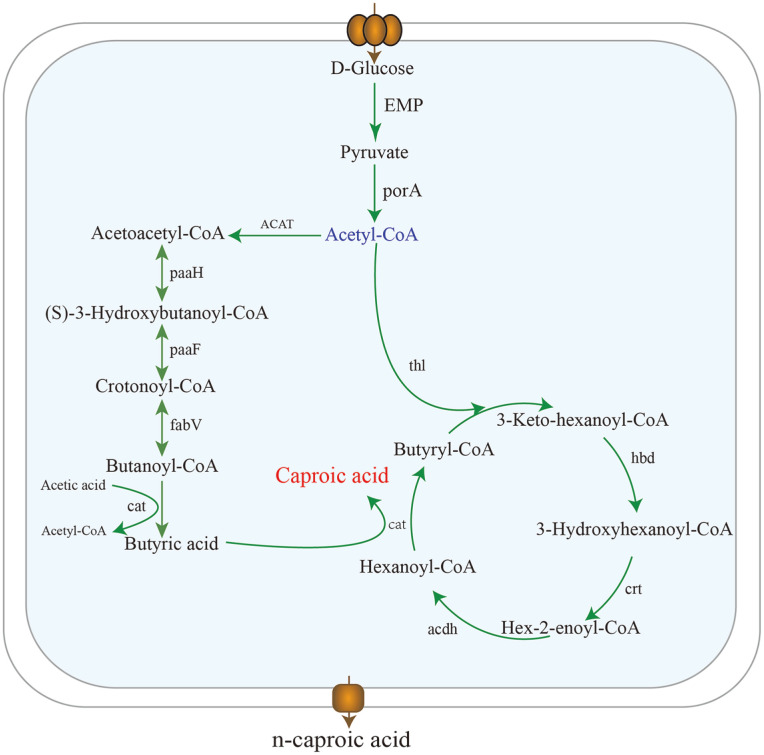 D-Glucose
EMP
Pyruvate
porA
Acetoacetyl-CoA
ACAT
Acetyl-CoA
paaH
(S)-3-Hydroxybutanoyl-CoA
paaF
thl
Crotonoyl-CoA
fabV
3-Keto-hexanoyl-CoA
Butyryl-CoA
hbd
Butanoyl-CoA
Caproic acid
Acetic acid
cat
Acetyl-CoA
cat
3-Hydroxyhexanoyl-CoA
Butyric acid
Hexanoyl-CoA
crt
acdh
Hex-2-enoyl-CoA
n-caproic acid